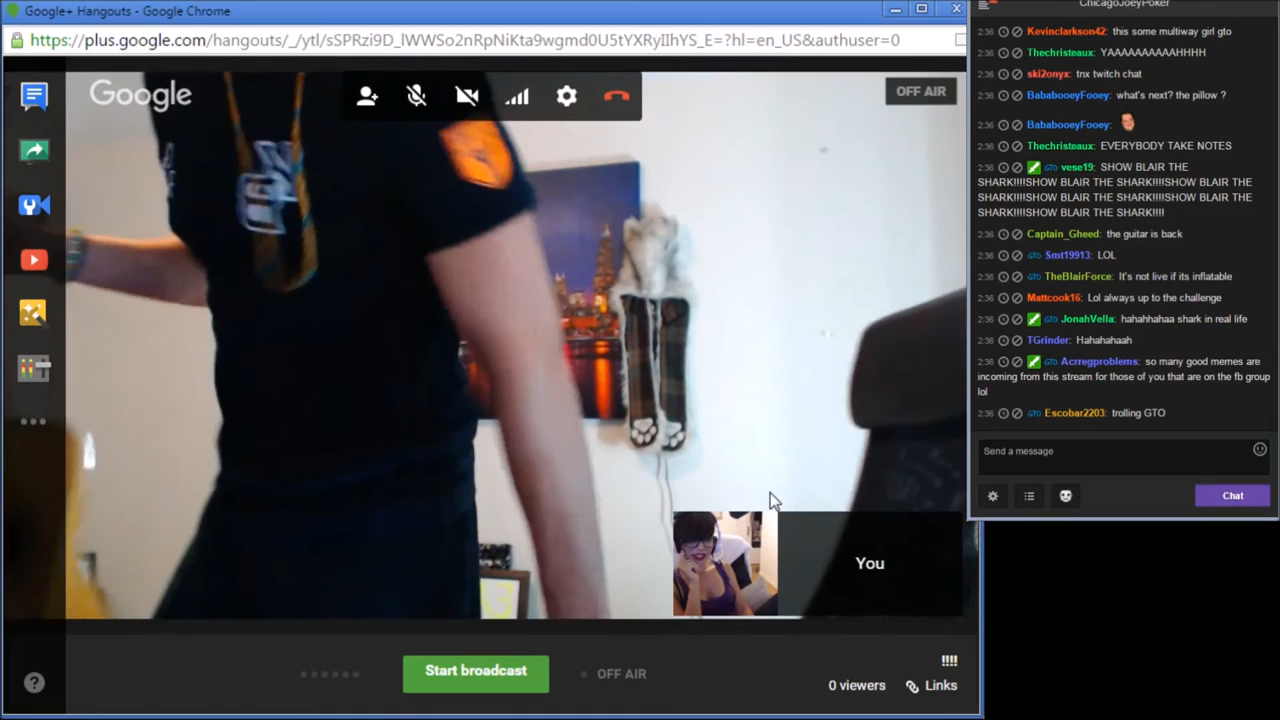 Google+ Hangouts - Google Chrome
https://plus.google.com/hangouts/_/ytl/sSPRzi9D_lWWSo2nRpNiKta9wgmd0U5tYXRyIIhYS_E=?hl=en_US&authuser=0
Google
OFF AIR
You
Start broadcast
OFF AIR
!!!!
0 viewers
Links
ChicagoJoeyPoker
2:36 Kevinclarkson42: this some multiway girl gto
2:36 Thechristeaux: YAAAAAAAAAAHHHH
2:36 ski2onyx: tnx twitch chat
2:36 BababooeyFooey: what's next? the pillow ?
2:36 BababooeyFooey:
2:36 Thechristeaux: EVERYBODY TAKE NOTES
2:36 GTO vese19: SHOW BLAIR THE
SHARK!!!!SHOW BLAIR THE SHARK!!!!SHOW BLAIR THE
SHARK!!!!SHOW BLAIR THE SHARK!!!!SHOW BLAIR THE
SHARK!!!!SHOW BLAIR THE SHARK!!!!
2:36 Captain_Gheed: the guitar is back
2:36 GTO Smt19913: LOL
2:36 GTO TheBlairForce: It's not live if its inflatable
2:36 Mattcook16: Lol always up to the challenge
2:36 GTO JonahVella: hahahhahaa shark in real life
2:36 TGrinder: Hahahahaah
2:36 GTO Acrregproblems: so many good memes are
incoming from this stream for those of you that are on the fb group
lol
2:36 GTO Escobar2203: trolling GTO
Send a message
Chat